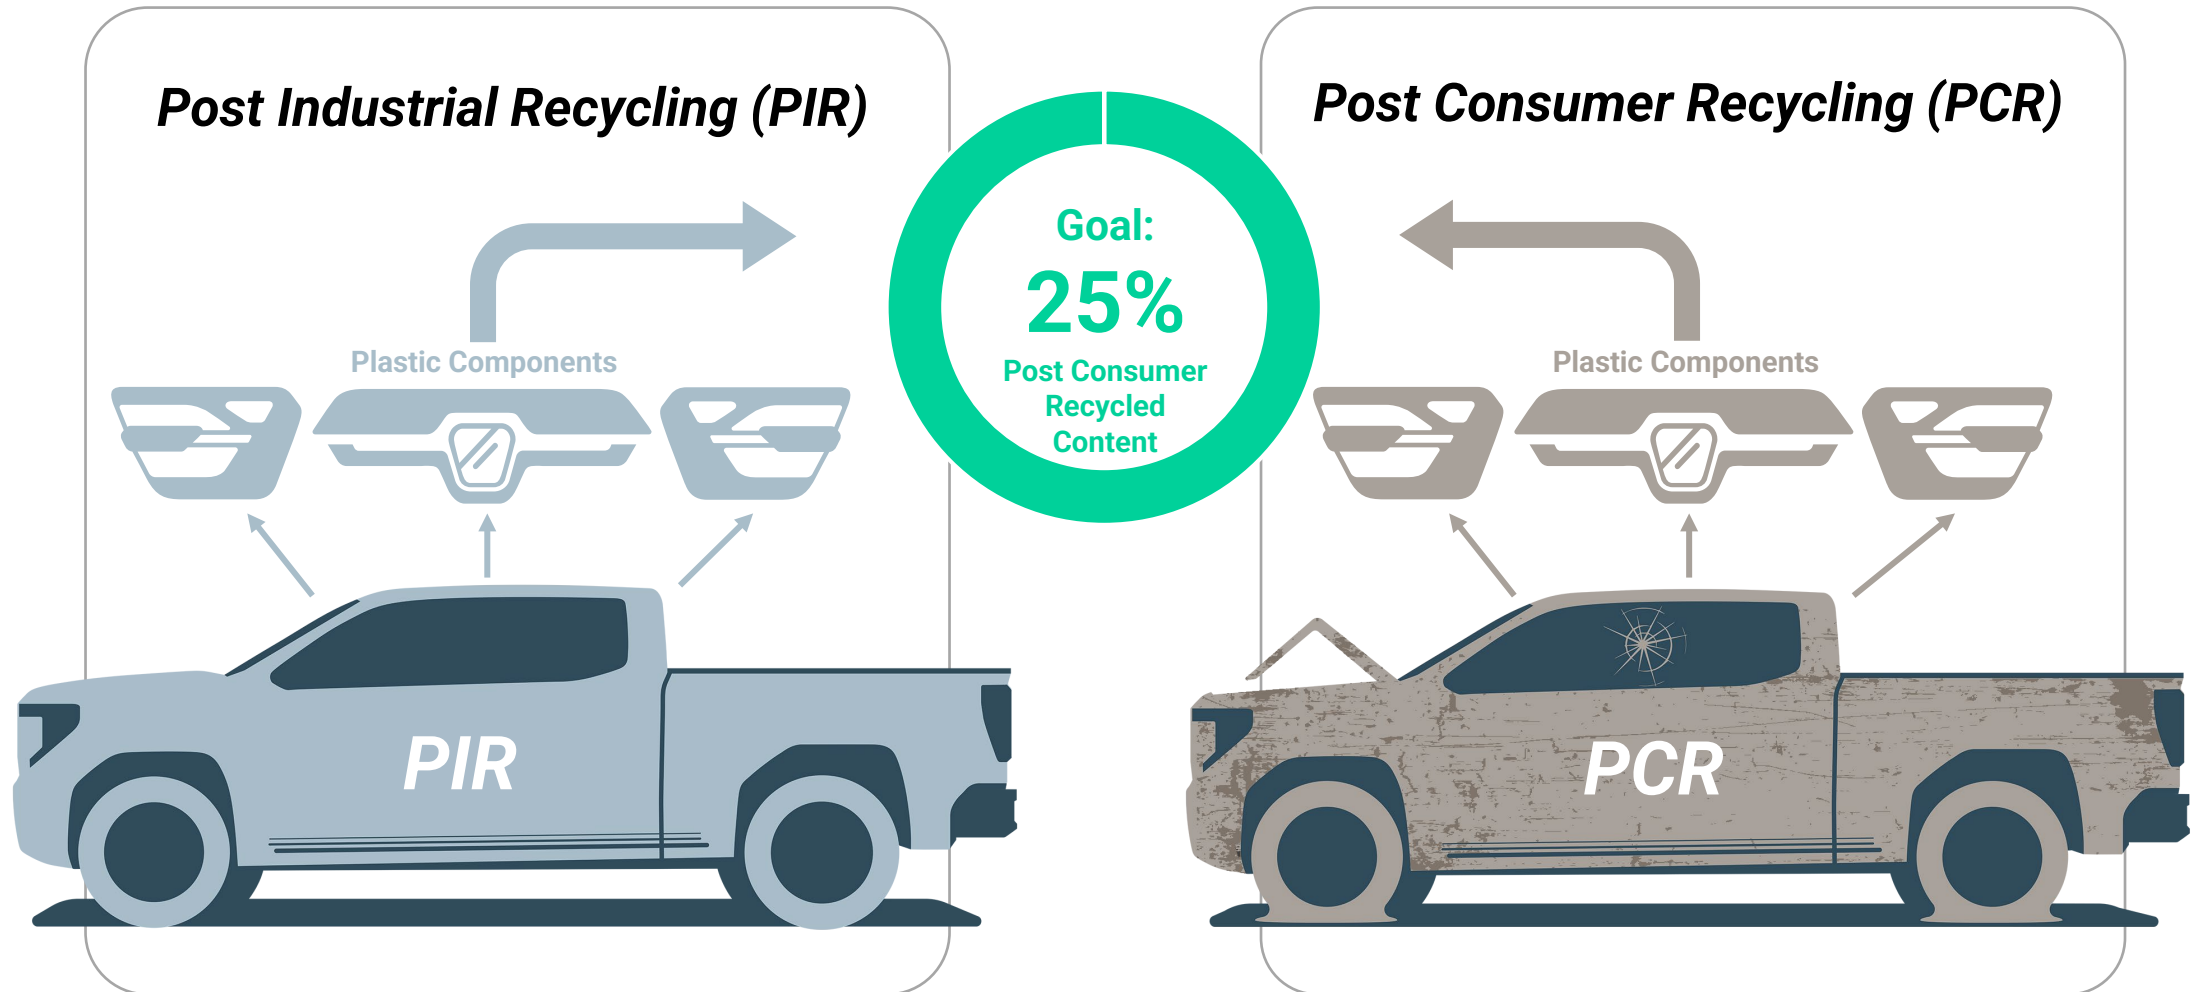 Post Industrial Recycling (PIR)
Plastic Components
PIR
Goal:
25%
Post Consumer
Recycled
Content
Post Consumer Recycling (PCR)
Plastic Components
PCR